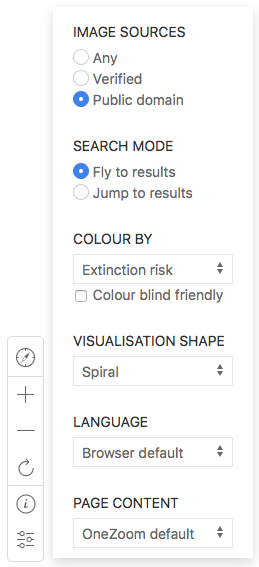 IMAGE SOURCES
Any
Verified
Public domain
SEARCH MODE
Fly to results
Jump to results
COLOUR BY
Extinction risk
Colour blind friendly
VISUALISATION SHAPE
Spiral
LANGUAGE
Browser default
PAGE CONTENT
OneZoom default